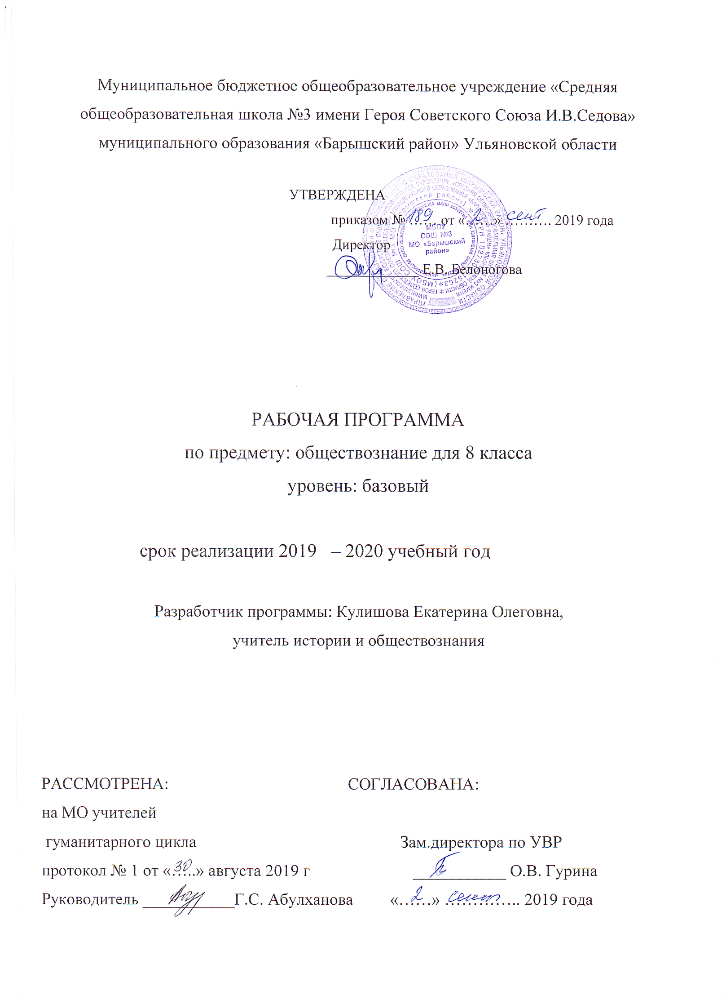 Муниципальное бюджетное общеобразовательное учреждение «Средняя
общеобразовательная школа №3 имени Героя Советского Союза И.В.Седова»
муниципального образования «Барышский район» Ульяновской области
УТВЕРЖДЕНА
приказом № 189 от «2» сент 2019 года
Директор
Е.В. Белоногова
МБОУ
СОШ №3
МО «Барышский
район»
РАБОЧАЯ ПРОГРАММА
по предмету: обществознание для 8 класса
уровень: базовый
срок реализации 2019 – 2020 учебный год
Разработчик программы: Кулишова Екатерина Олеговна,
учитель истории и обществознания
РАССМОТРЕНА: СОГЛАСОВАНА:
на МО учителей
гуманитарного цикла Зам.директора по УВР
протокол № 1 от «30» августа 2019 г О.В. Гурина
Руководитель Г.С. Абулханова «2» сент 2019 года